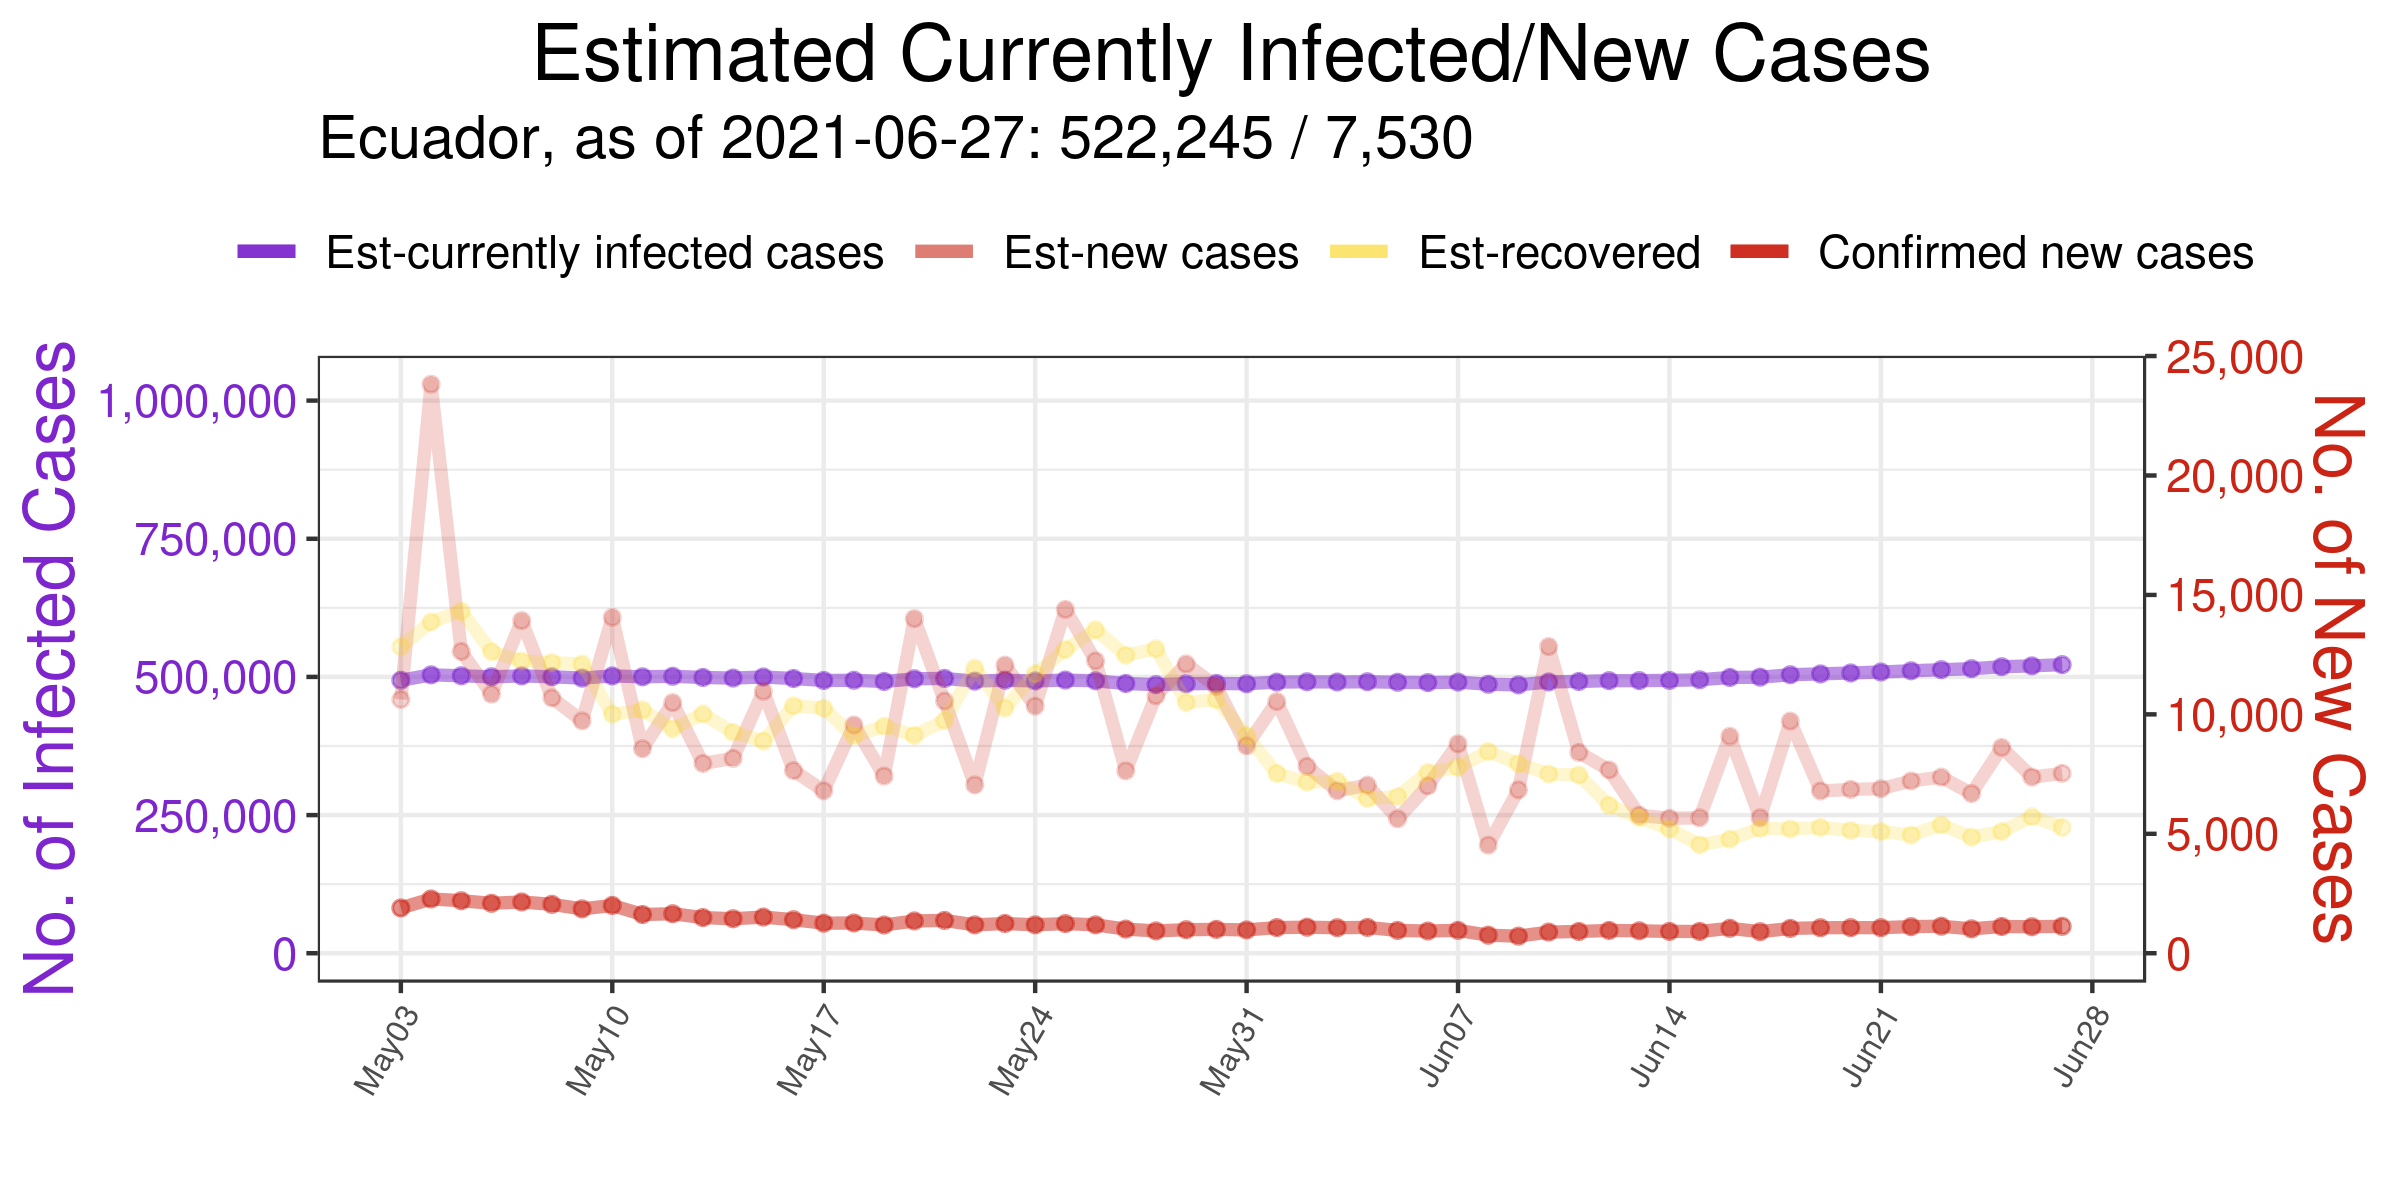 Estimated Currently Infected/New Cases
Ecuador, as of 2021-06-27: 522,245 / 7,530
Est-currently infected cases Est-new cases Est-recovered Confirmed new cases
No. of Infected Cases
1,000,000
750,000
500,000
250,000
0
25,000
20,000
15,000
10,000
5,000
0
No. of New Cases
May03 May10 May17 May24 May31 Jun07 Jun14 Jun21 Jun28